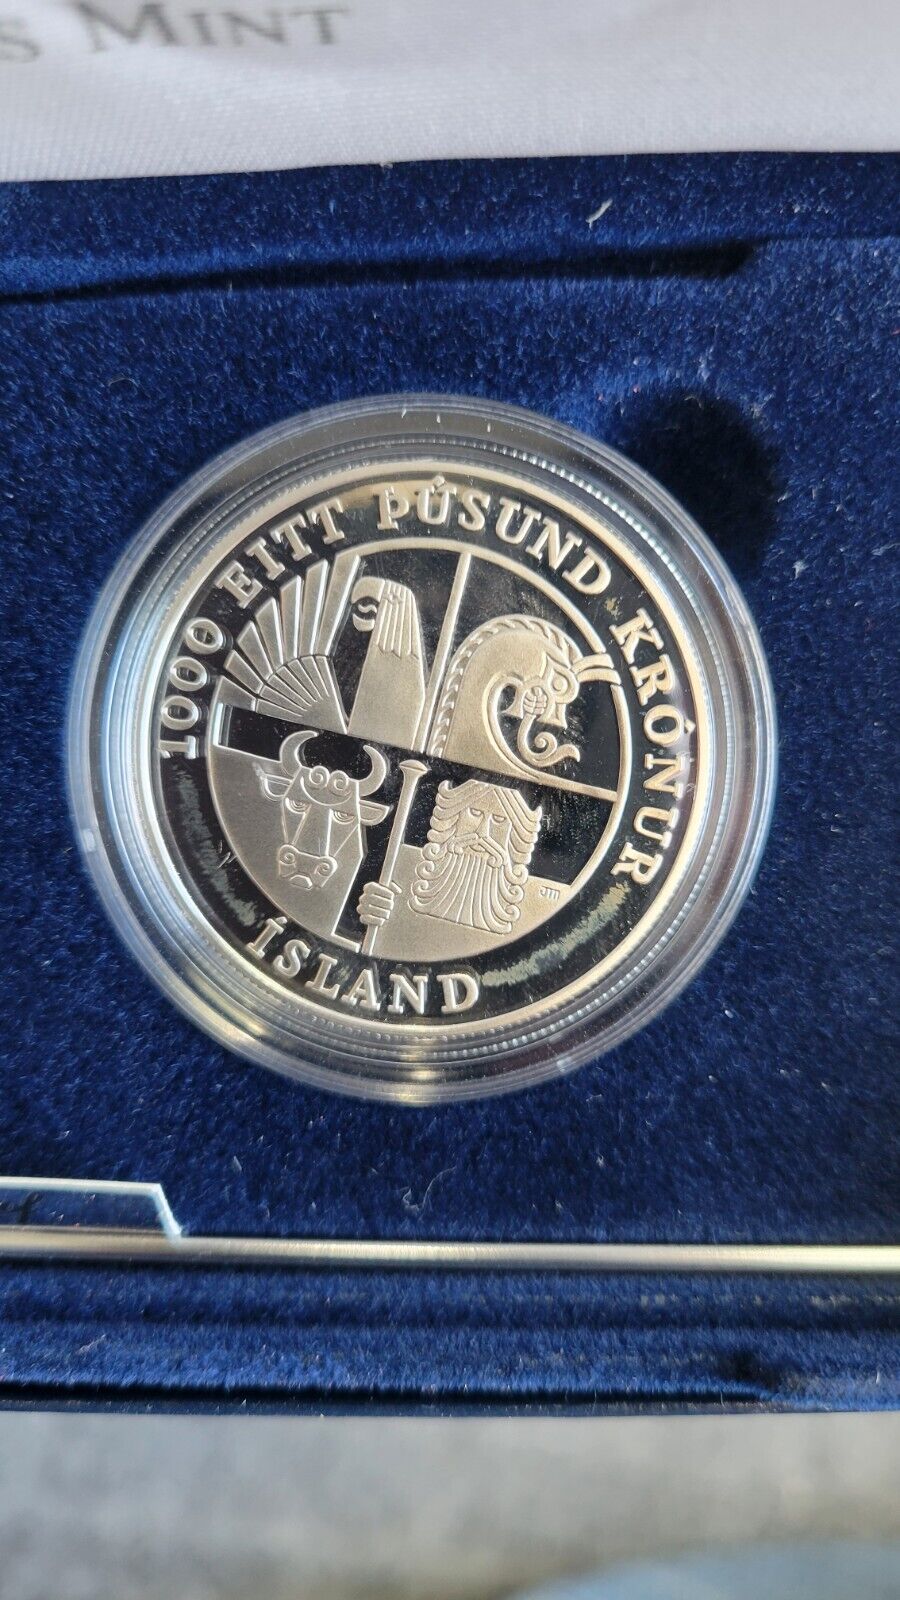 S MINT
1000 EITT ÞÚSUND KRÓNUR
ÍSLAND